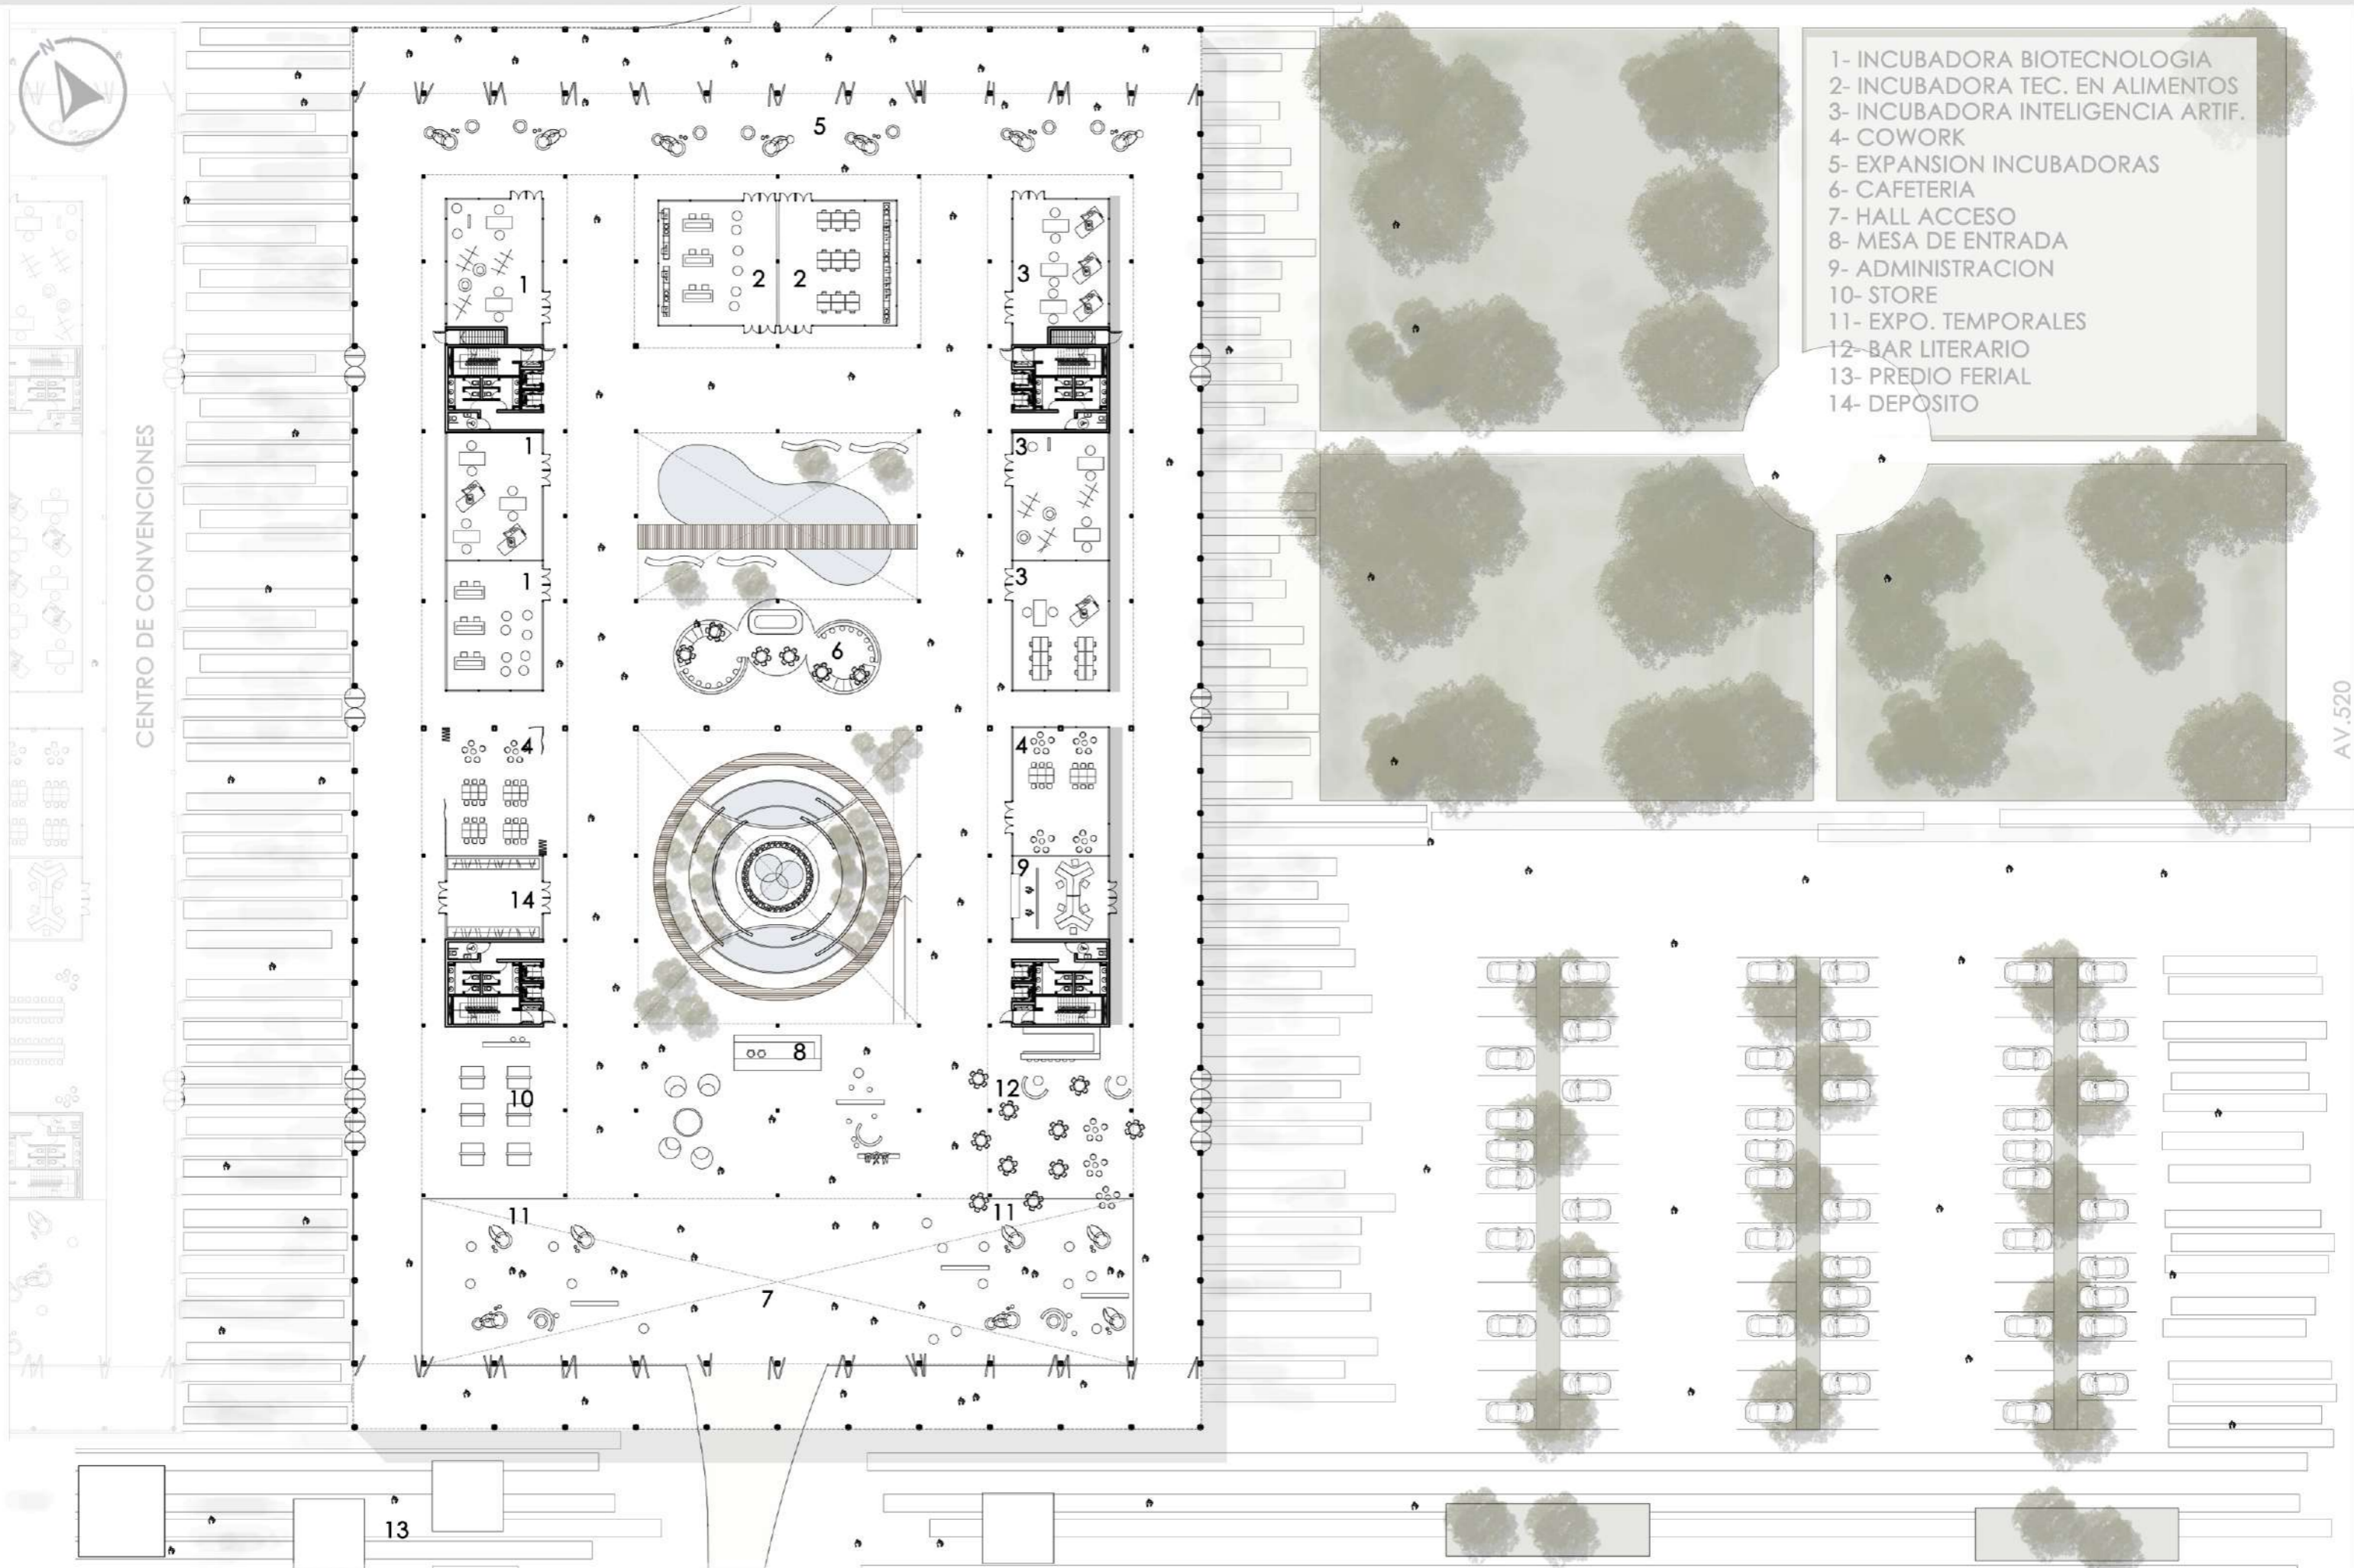 N
1- INCUBADORA BIOTECNOLOGIA
2- INCUBADORA TEC. EN ALIMENTOS
3- INCUBADORA INTELIGENCIA ARTIF.
4- COWORK
5- EXPANSION INCUBADORAS
6- CAFETERIA
7- HALL ACCESO
8- MESA DE ENTRADA
9- ADMINISTRACION
10- STORE
11- EXPO. TEMPORALES
12- BAR LITERARIO
13- PREDIO FERIAL
14- DEPOSITO
5
1
2 2
3
1
3
1
3
6
4
4
9
14
8
12
10
11
11
7
13
CENTRO DE CONVENCIONES
AV.520